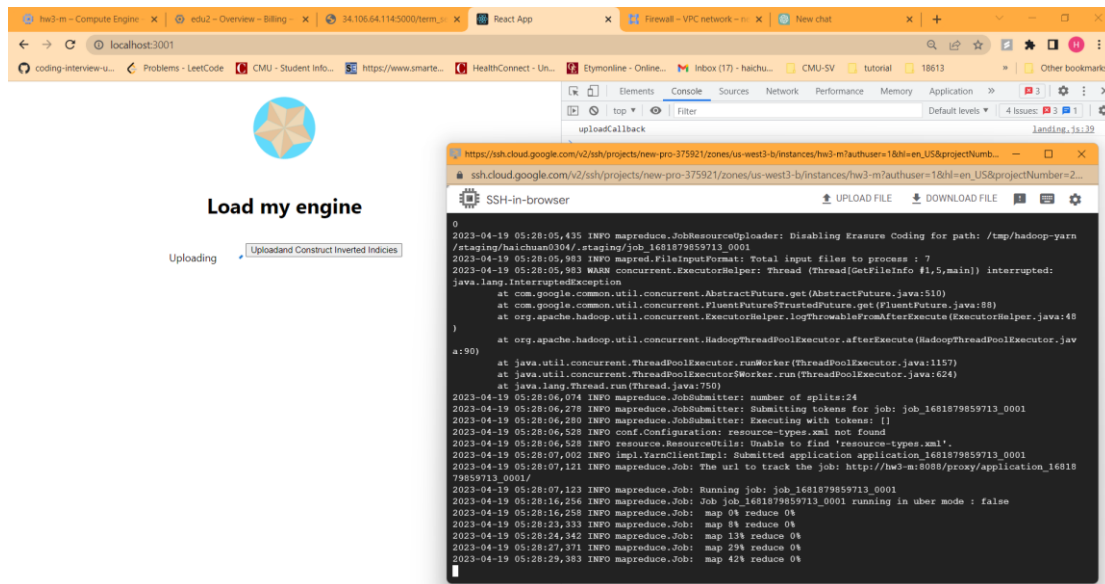 hw3-m – Compute Engine
edu2 – Overview – Billing –
34.106.64.114:5000/term_s
React App
Firewall – VPC network – n
New chat
localhost:3001
coding-interview-u...
Problems - LeetCode
CMU - Student Info...
https://www.smarte...
HealthConnect - Un...
Etymonline - Online...
Inbox (17) - haichu...
CMU-SV
tutorial
18613
»
Other bookmark
Elements Console Sources Network Performance Memory Application » 3
top ▼ Filter Default levels ▼ 4 Issues: 3 1
uploadCallback landing.js:39
Load my engine
Uploading
Uploadand Construct Inverted Indicies
https://ssh.cloud.google.com/v2/ssh/projects/new-pro-375921/zones/us-west3-b/instances/hw3-m?authuser=1&hl=en_US&projectNumb...
ssh.cloud.google.com/v2/ssh/projects/new-pro-375921/zones/us-west3-b/instances/hw3-m?authuser=1&hl=en_US&projectNumber=2...
SSH-in-browser
UPLOAD FILE
DOWNLOAD FILE
0
2023-04-19 05:28:05,435 INFO mapreduce.JobResourceUploader: Disabling Erasure Coding for path: /tmp/hadoop-yarn
/staging/haichuan0304/.staging/job_1681879859713_0001
2023-04-19 05:28:05,983 INFO mapred.FileInputFormat: Total input files to process : 7
2023-04-19 05:28:05,983 WARN concurrent.ExecutorHelper: Thread (Thread[GetFileInfo #1,5,main]) interrupted:
java.lang.InterruptedException
at com.google.common.util.concurrent.AbstractFuture.get(AbstractFuture.java:510)
at com.google.common.util.concurrent.FluentFuture$TrustedFuture.get(FluentFuture.java:88)
at org.apache.hadoop.util.concurrent.ExecutorHelper.logThrowableFromAfterExecute(ExecutorHelper.java:48
)
at org.apache.hadoop.util.concurrent.HadoopThreadPoolExecutor.afterExecute(HadoopThreadPoolExecutor.jav
a:90)
at java.util.concurrent.ThreadPoolExecutor.runWorker(ThreadPoolExecutor.java:1157)
at java.util.concurrent.ThreadPoolExecutor$Worker.run(ThreadPoolExecutor.java:624)
at java.lang.Thread.run(Thread.java:750)
2023-04-19 05:28:06,074 INFO mapreduce.JobSubmitter: number of splits:24
2023-04-19 05:28:06,278 INFO mapreduce.JobSubmitter: Submitting tokens for job: job_1681879859713_0001
2023-04-19 05:28:06,280 INFO mapreduce.JobSubmitter: Executing with tokens: []
2023-04-19 05:28:06,528 INFO conf.Configuration: resource-types.xml not found
2023-04-19 05:28:06,528 INFO resource.ResourceUtils: Unable to find 'resource-types.xml'.
2023-04-19 05:28:07,002 INFO impl.YarnClientImpl: Submitted application application_1681879859713_0001
2023-04-19 05:28:07,121 INFO mapreduce.Job: The url to track the job: http://hw3-m:8088/proxy/application_16818
79859713_0001/
2023-04-19 05:28:07,123 INFO mapreduce.Job: Running job: job_1681879859713_0001
2023-04-19 05:28:16,256 INFO mapreduce.Job: Job job_1681879859713_0001 running in uber mode : false
2023-04-19 05:28:16,258 INFO mapreduce.Job: map 0% reduce 0%
2023-04-19 05:28:23,333 INFO mapreduce.Job: map 8% reduce 0%
2023-04-19 05:28:24,342 INFO mapreduce.Job: map 13% reduce 0%
2023-04-19 05:28:27,371 INFO mapreduce.Job: map 29% reduce 0%
2023-04-19 05:28:29,383 INFO mapreduce.Job: map 42% reduce 0%